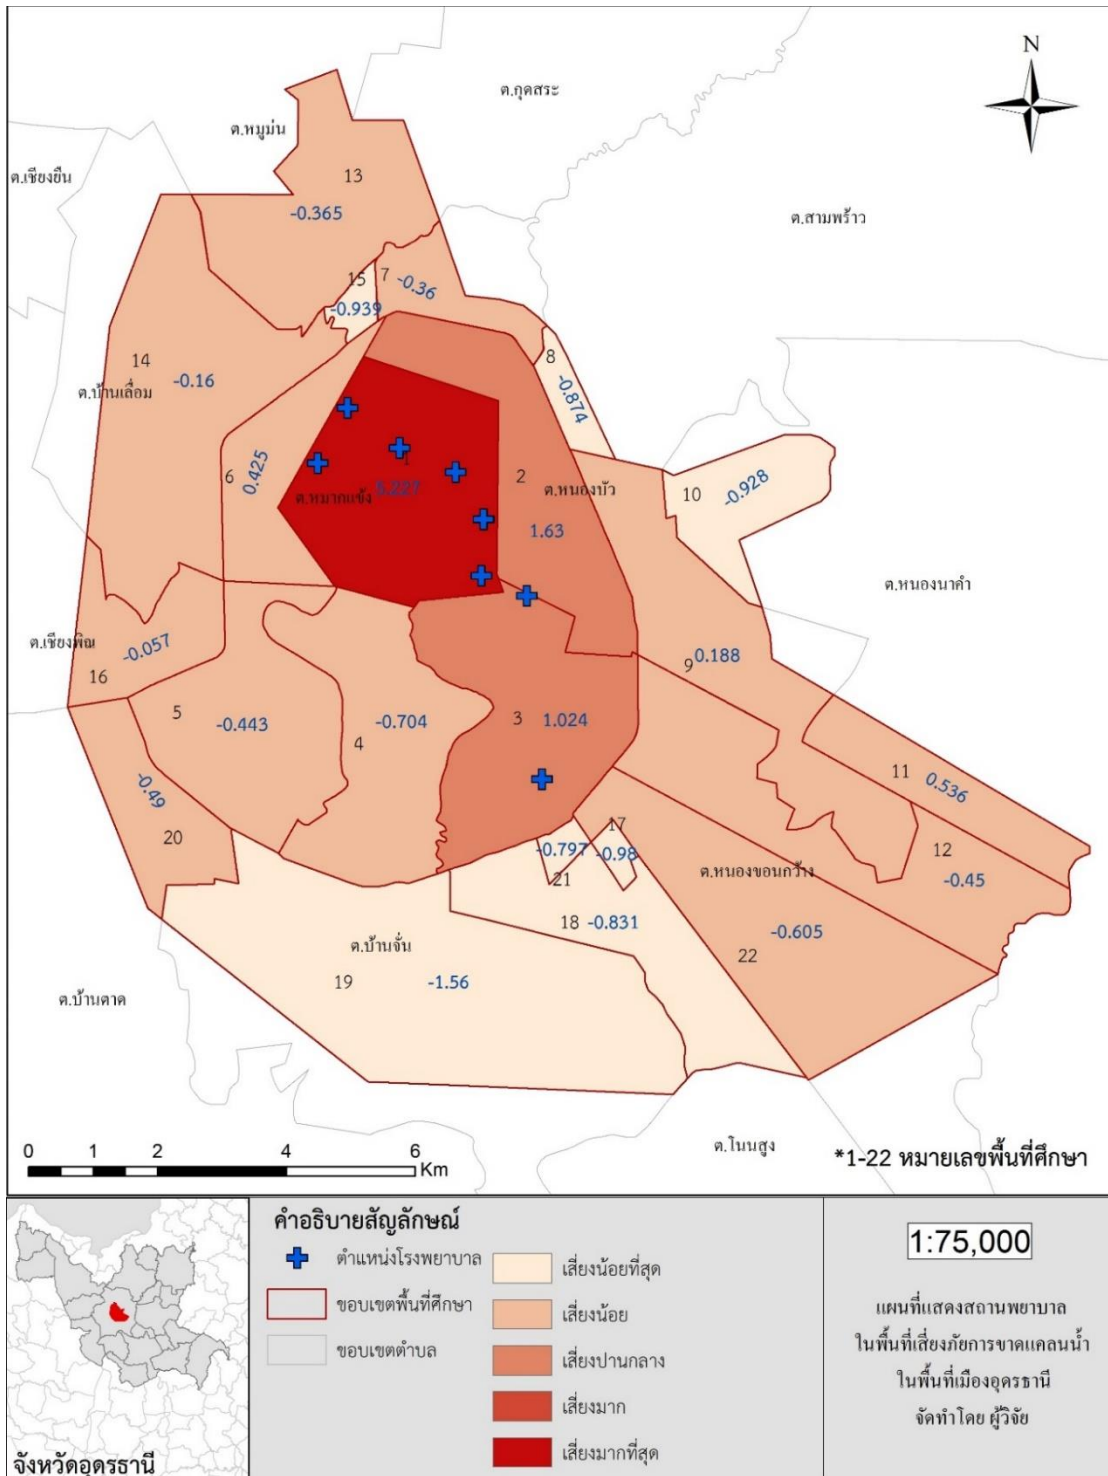 N
ต.กุดสระ
ต.หมูม่น
ต.เชียงยืน
13
-0.365
ต.สามพร้าว
15
7
-0.36
-0.939
14
-0.16
ต.บ้านเลื่อม
8
-0.874
6
0.425
1
5.227
ต.หมากแข้ง
2
ต.หนองบัว
1.63
10
-0.928
ต.หนองนาคำ
ต.เชียงพิณ
-0.057
16
9
0.188
5
-0.443
4
-0.704
3
1.024
11
0.536
-0.49
20
17
-0.797
-0.98
21
12
-0.45
ต.หนองขอนกว้าง
18
-0.831
-0.605
22
ต.บ้านจั่น
19
-1.56
ต.บ้านตาด
ต.โนนสูง
0 1 2 4 6
Km
*1-22 หมายเลขพื้นที่ศึกษา
จังหวัดอุดรธานี
คำอธิบายสัญลักษณ์
ตำแหน่งโรงพยาบาล
ขอบเขตพื้นที่ศึกษา
ขอบเขตตำบล
เสี่ยงน้อยที่สุด
เสี่ยงน้อย
เสี่ยงปานกลาง
เสี่ยงมาก
เสี่ยงมากที่สุด
1:75,000
แผนที่แสดงสถานพยาบาล
ในพื้นที่เสี่ยงภัยการขาดแคลนน้ำ
ในพื้นที่เมืองอุดรธานี
จัดทำโดย ผู้วิจัย